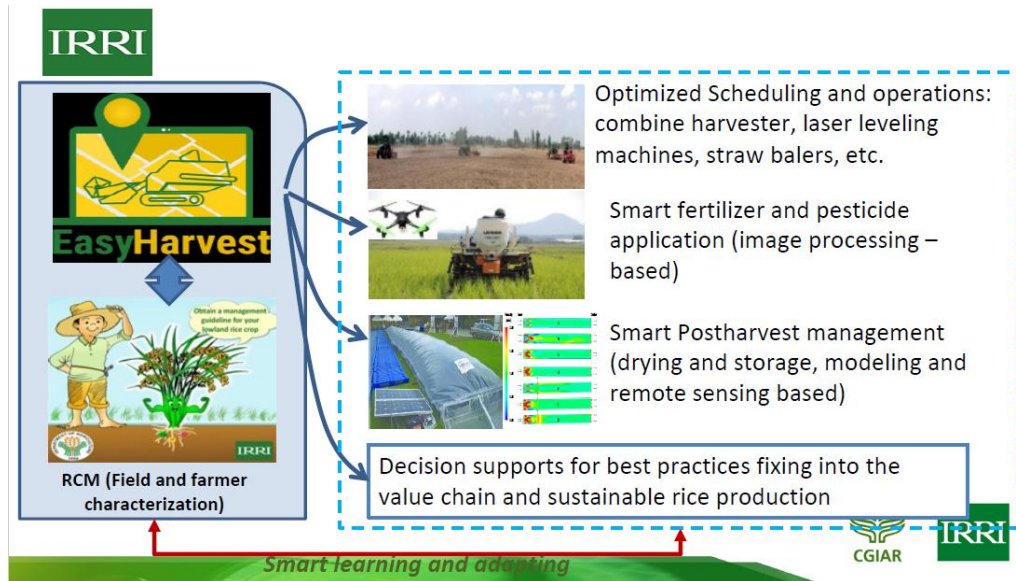 IRRI
EasyHarvest
Obtain a management
guideline for your
lowland rice crop
IRRI
RCM (Field and farmer
characterization)
Optimized Scheduling and operations:
combine harvester, laser leveling
machines, straw balers, etc.
Smart fertilizer and pesticide
application (image processing –
based)
Smart Postharvest management
(drying and storage, modeling and
remote sensing based)
Decision supports for best practices fixing into the
value chain and sustainable rice production
Smart learning and adapting
CGIAR
IRRI